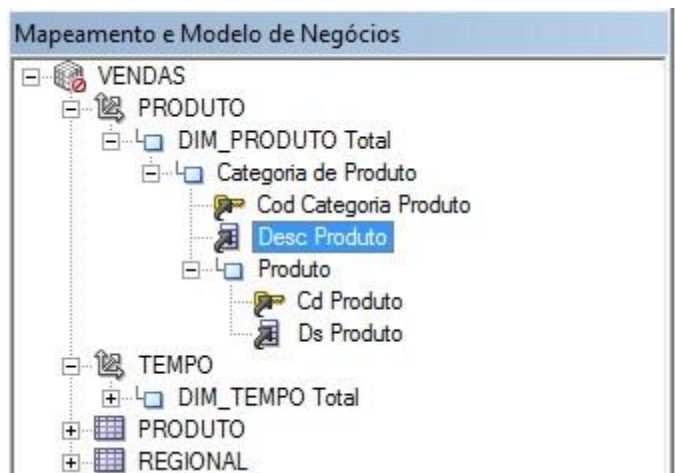 Mapeamento e Modelo de Negócios
VENDAS
PRODUTO
DIM_PRODUTO Total
Categoria de Produto
Cod Categoria Produto
Desc Produto
Produto
Cd Produto
Ds Produto
TEMPO
DIM_TEMPO Total
PRODUTO
REGIONAL